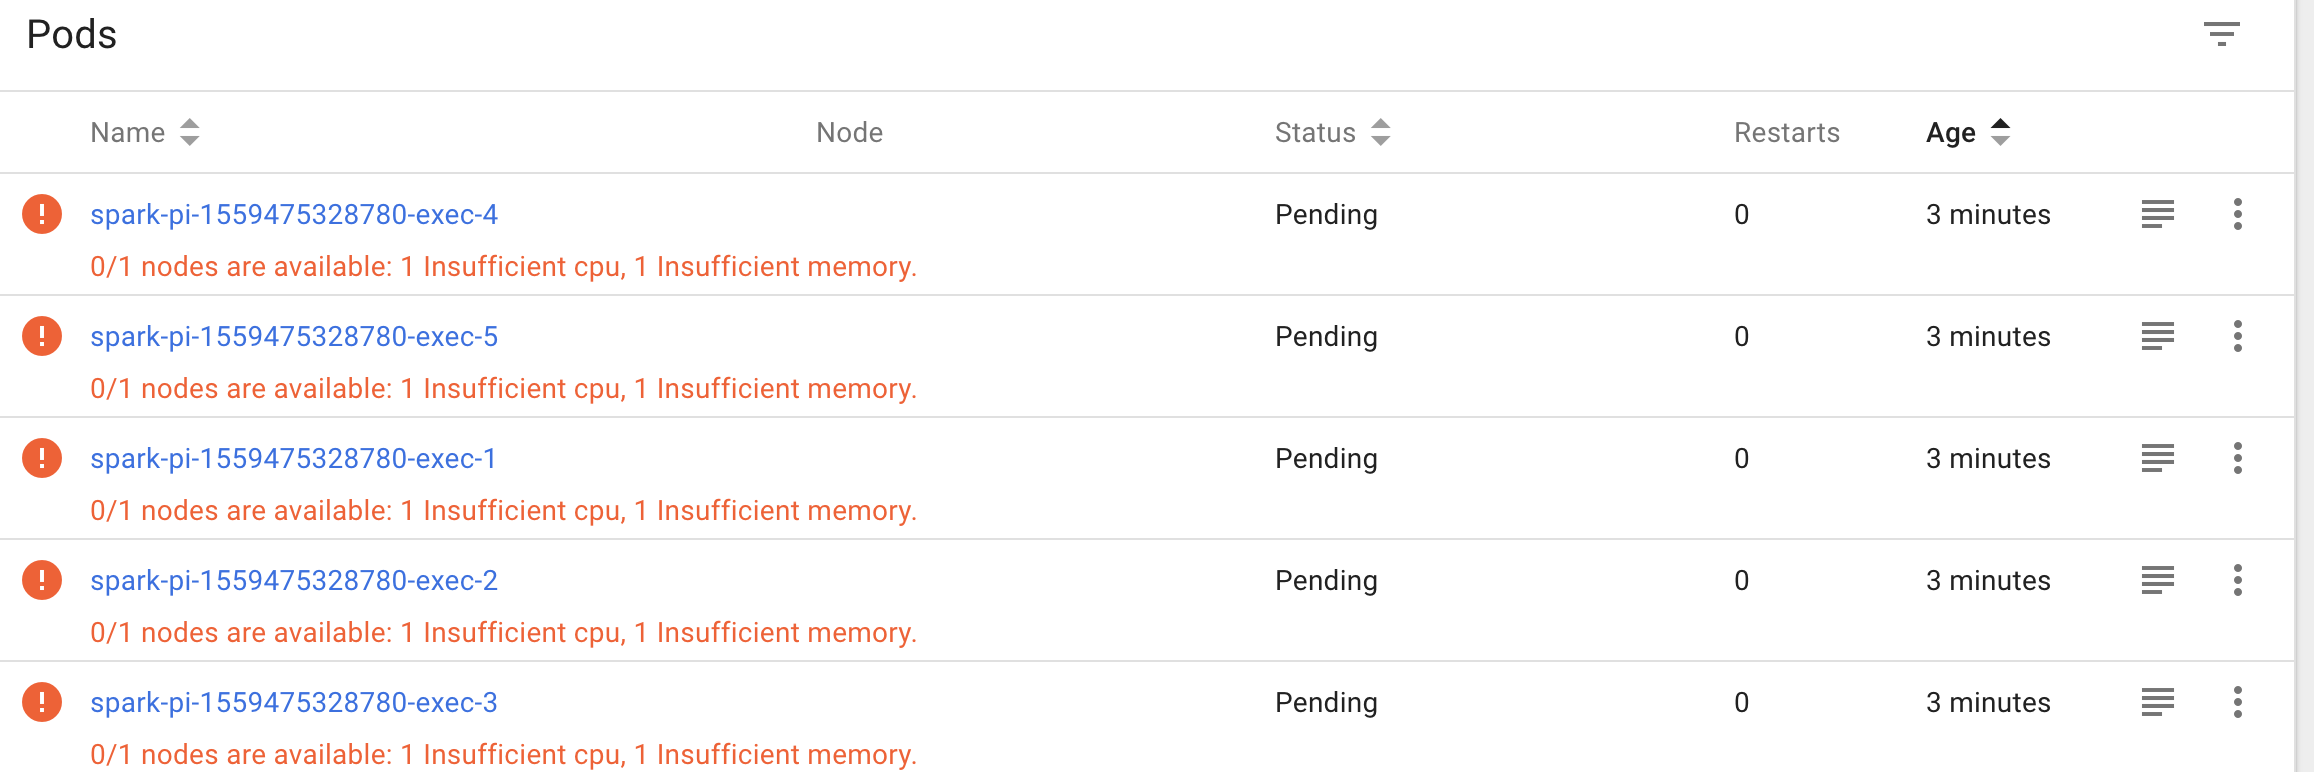 Pods
Name Node Status Restarts Age
spark-pi-1559475328780-exec-4 Pending 0 3 minutes
0/1 nodes are available: 1 Insufficient cpu, 1 Insufficient memory.
spark-pi-1559475328780-exec-5 Pending 0 3 minutes
0/1 nodes are available: 1 Insufficient cpu, 1 Insufficient memory.
spark-pi-1559475328780-exec-1 Pending 0 3 minutes
0/1 nodes are available: 1 Insufficient cpu, 1 Insufficient memory.
spark-pi-1559475328780-exec-2 Pending 0 3 minutes
0/1 nodes are available: 1 Insufficient cpu, 1 Insufficient memory.
spark-pi-1559475328780-exec-3 Pending 0 3 minutes
0/1 nodes are available: 1 Insufficient cpu, 1 Insufficient memory.